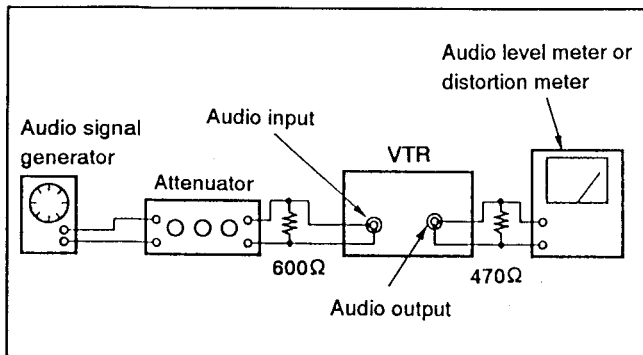 Audio level meter or
distortion meter
Audio input
Audio signal
generator
VTR
Attenuator
600Ω
470Ω
Audio output